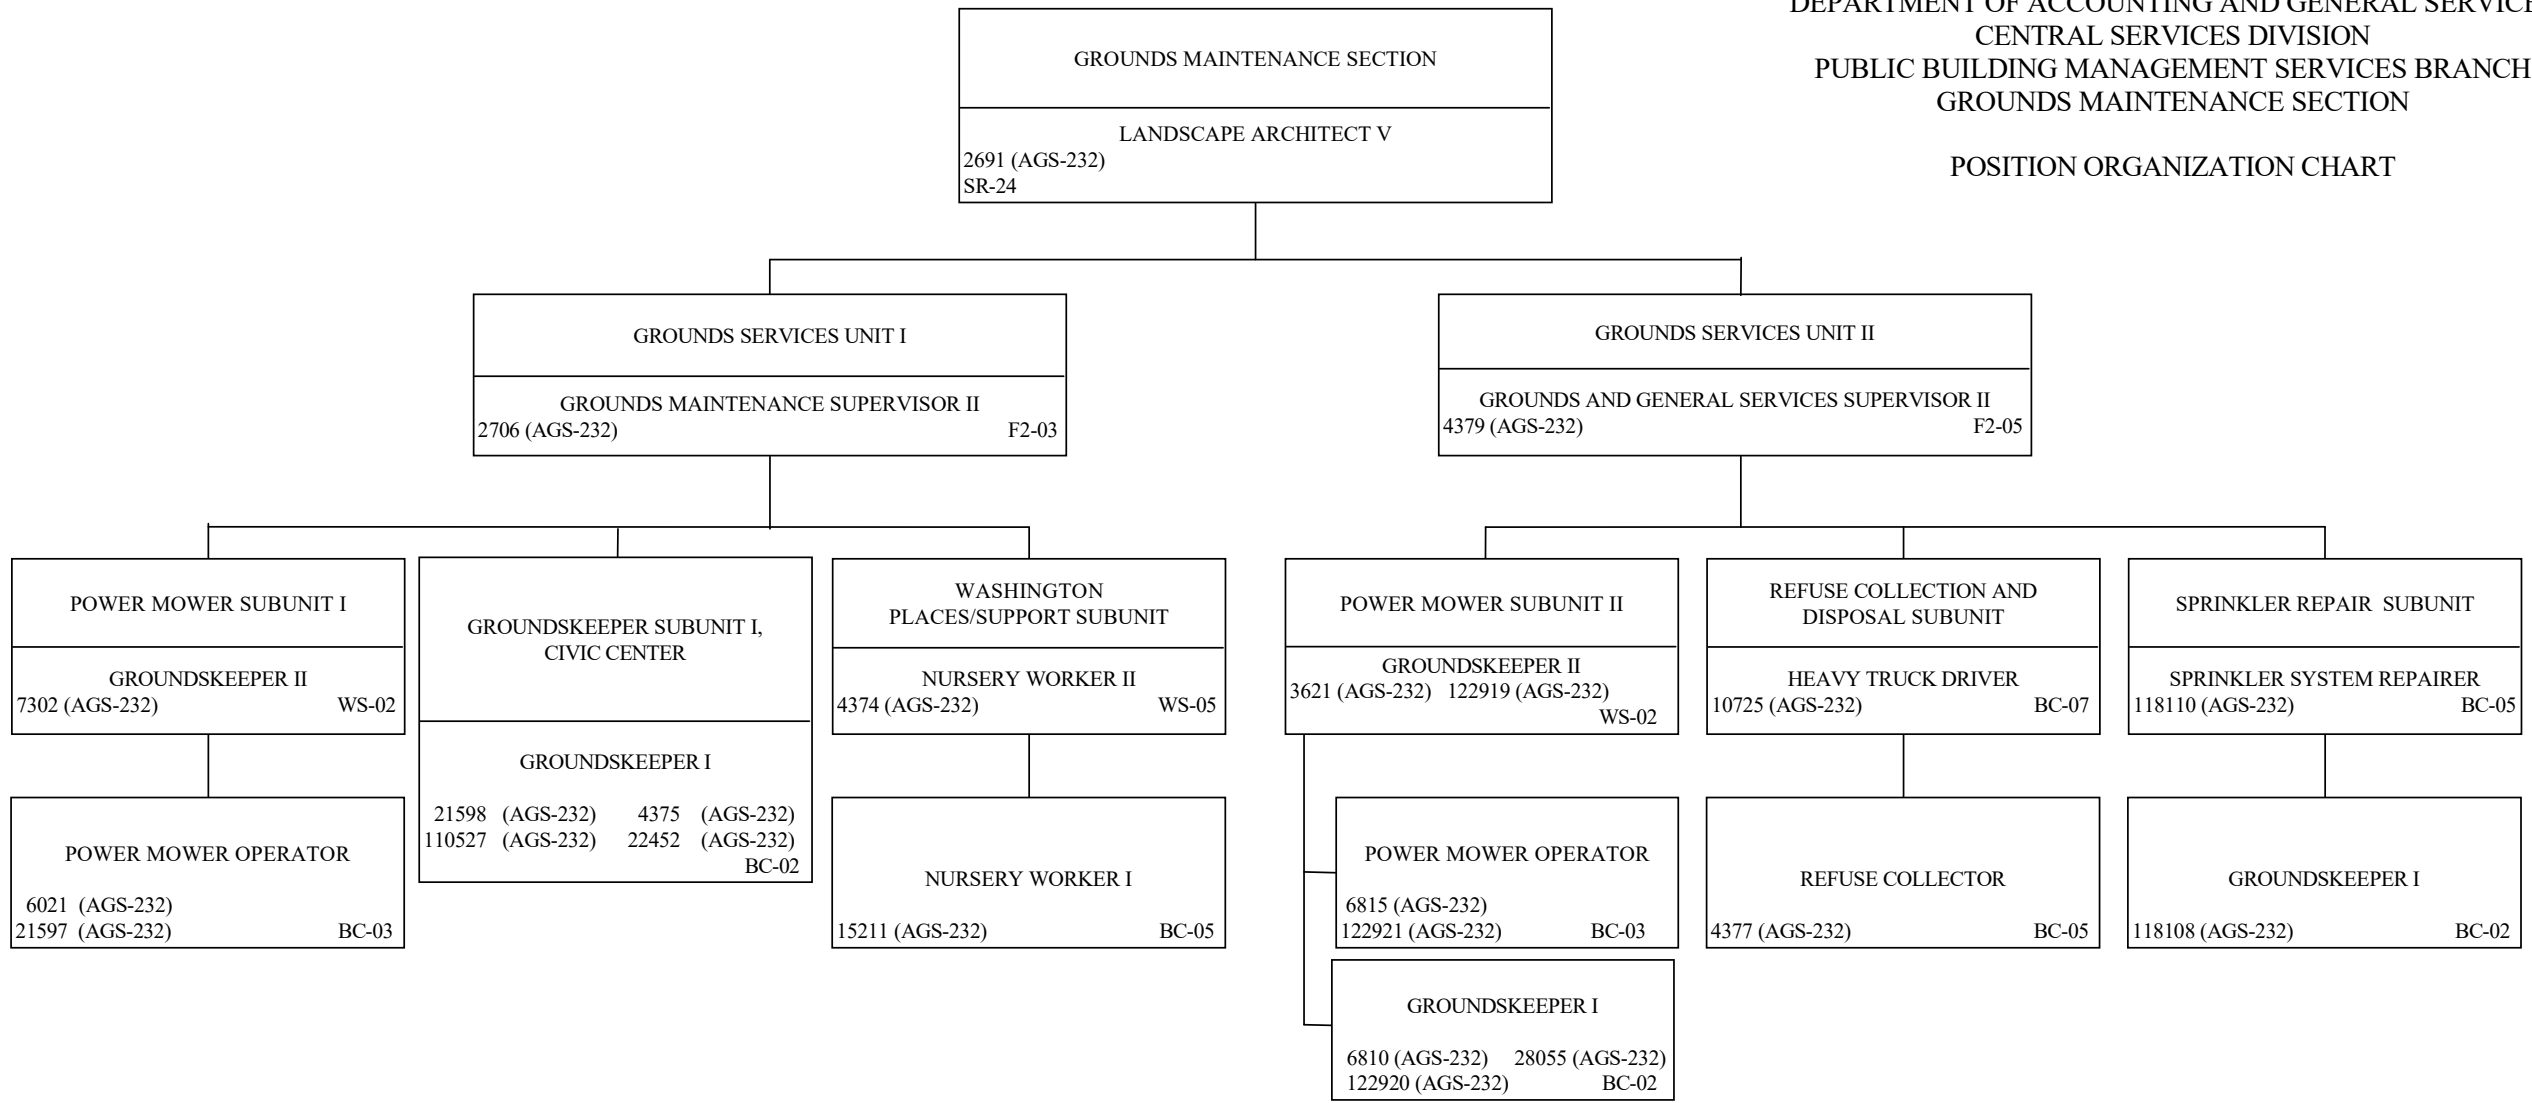 DEPARTMENT OF ACCOUNTING AND GENERAL
CENTRAL SERVICES DIVISION
PUBLIC BUILDING MANAGEMENT SERVICES BRANCH
GROUNDS MAINTENANCE SECTION
POSITION ORGANIZATION CHART
GROUNDS MAINTENANCE SECTION
LANDSCAPE ARCHITECT V
2691 (AGS-232)
SR-24
GROUNDS SERVICES UNIT I
GROUNDS MAINTENANCE SUPERVISOR II
2706 (AGS-232) F2-03
GROUNDS SERVICES UNIT II
GROUNDS AND GENERAL SERVICES SUPERVISOR II
4379 (AGS-232) F2-05
POWER MOWER SUBUNIT I
GROUNDSKEEPER II
7302 (AGS-232) WS-02
POWER MOWER OPERATOR
6021 (AGS-232)
21597 (AGS-232) BC-03
GROUNDSKEEPER SUBUNIT I,
CIVIC CENTER
GROUNDSKEEPER I
21598 (AGS-232) 4375 (AGS-232)
110527 (AGS-232) 22452 (AGS-232)
BC-02
WASHINGTON
PLACES/SUPPORT SUBUNIT
NURSERY WORKER II
4374 (AGS-232) WS-05
NURSERY WORKER I
15211 (AGS-232) BC-05
POWER MOWER SUBUNIT II
GROUNDSKEEPER II
3621 (AGS-232) 122919 (AGS-232)
WS-02
POWER MOWER OPERATOR
6815 (AGS-232)
122921 (AGS-232) BC-03
GROUNDSKEEPER I
6810 (AGS-232) 28055 (AGS-232)
122920 (AGS-232) BC-02
REFUSE COLLECTION AND
DISPOSAL SUBUNIT
HEAVY TRUCK DRIVER
10725 (AGS-232) BC-07
REFUSE COLLECTOR
4377 (AGS-232) BC-05
SPRINKLER REPAIR SUBUNIT
SPRINKLER SYSTEM REPAIRER
118110 (AGS-232) BC-05
GROUNDSKEEPER I
118108 (AGS-232) BC-02